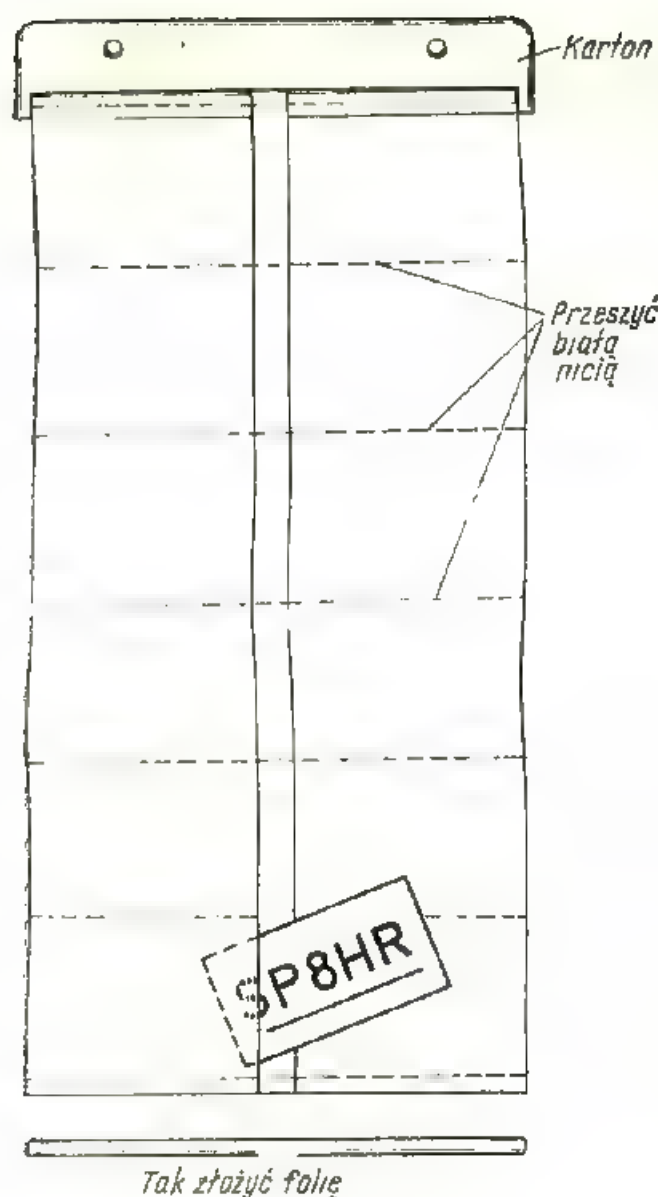 Karton
Przeszyć
białą
nicią
SP8HR
Tak złożyć folię